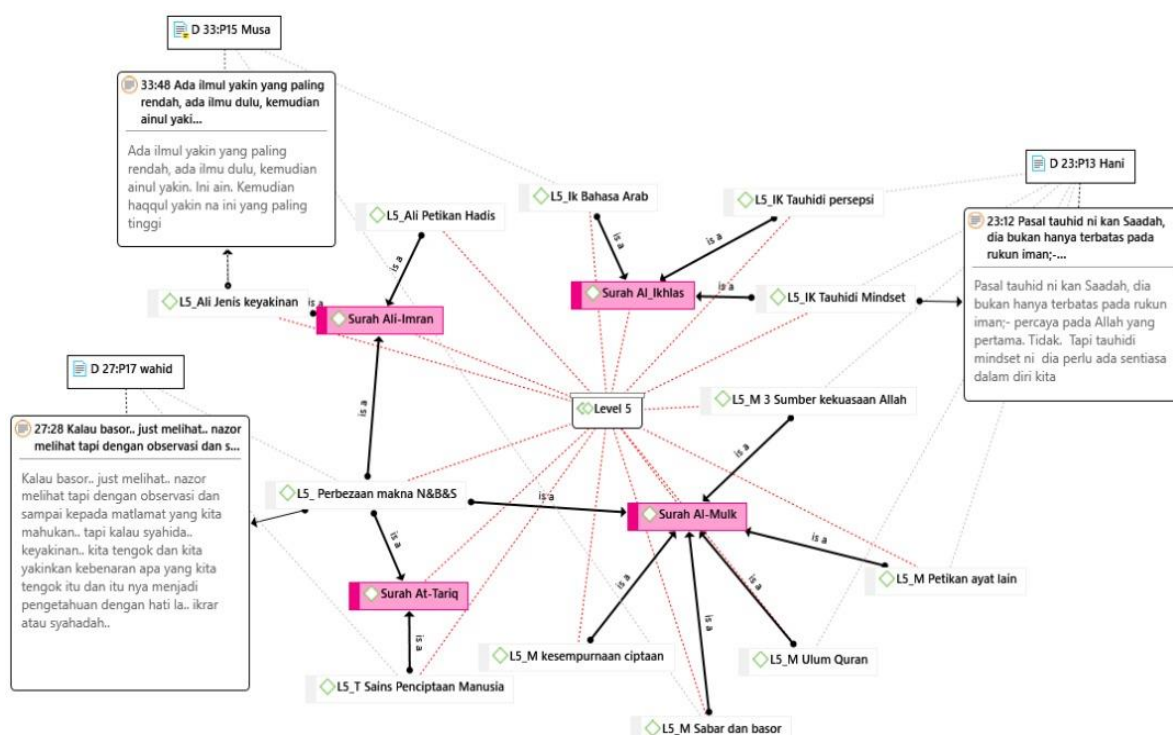 D 33:P15 Musa
33:48 Ada ilmul yakin yang paling
rendah, ada ilmu dulu, kemudian
ainul yaki...
Ada ilmul yakin yang paling
rendah, ada ilmu dulu, kemudian
ainul yakin. Ini ain. Kemudian
haqqul yakin na ini yang paling
tinggi
D 23:P13 Hani
23:12 Pasal tauhid ni kan Saadah,
dia bukan hanya terbatas pada
rukun iman;-...
Pasal tauhid ni kan Saadah, dia
bukan hanya terbatas pada rukun
iman;- percaya pada Allah yang
pertama. Tidak. Tapi tauhidi
mindset ni dia perlu ada sentiasa
dalam diri kita
L5_Ik Bahasa Arab
L5_IK Tauhidi persepsi
L5_Ali Petikan Hadis
is a
is a
is a
Surah Al_Ikhlas
L5_IK Tauhidi Mindset
L5_Ali Jenis keyakinan
is a
Surah Ali-Imran
D 27:P17 wahid
Level 5
L5_M 3 Sumber kekuasaan Allah
27:28 Kalau basor.. just melihat.. nazor
melihat tapi dengan observasi dan s...
Kalau basor.. just melihat.. nazor
melihat tapi dengan observasi dan
sampai kepada matlamat yang kita
mahukan.. tapi kalau syahida..
keyakinan.. kita tengok dan kita
yakinkan kebenaran apa yang kita
tengok itu dan itu nya menjadi
pengetahuan dengan hati la.. ikrar
atau syahadah..
is a
is a
L5_ Perbezaan makna N&B&S
is a
Surah Al-Mulk
is a
is a
L5_M Petikan ayat lain
Surah At-Tariq
is a
is a
is a
is a
L5_M kesempurnaan ciptaan
L5_M Ulum Quran
L5_T Sains Penciptaan Manusia
L5_M Sabar dan basor